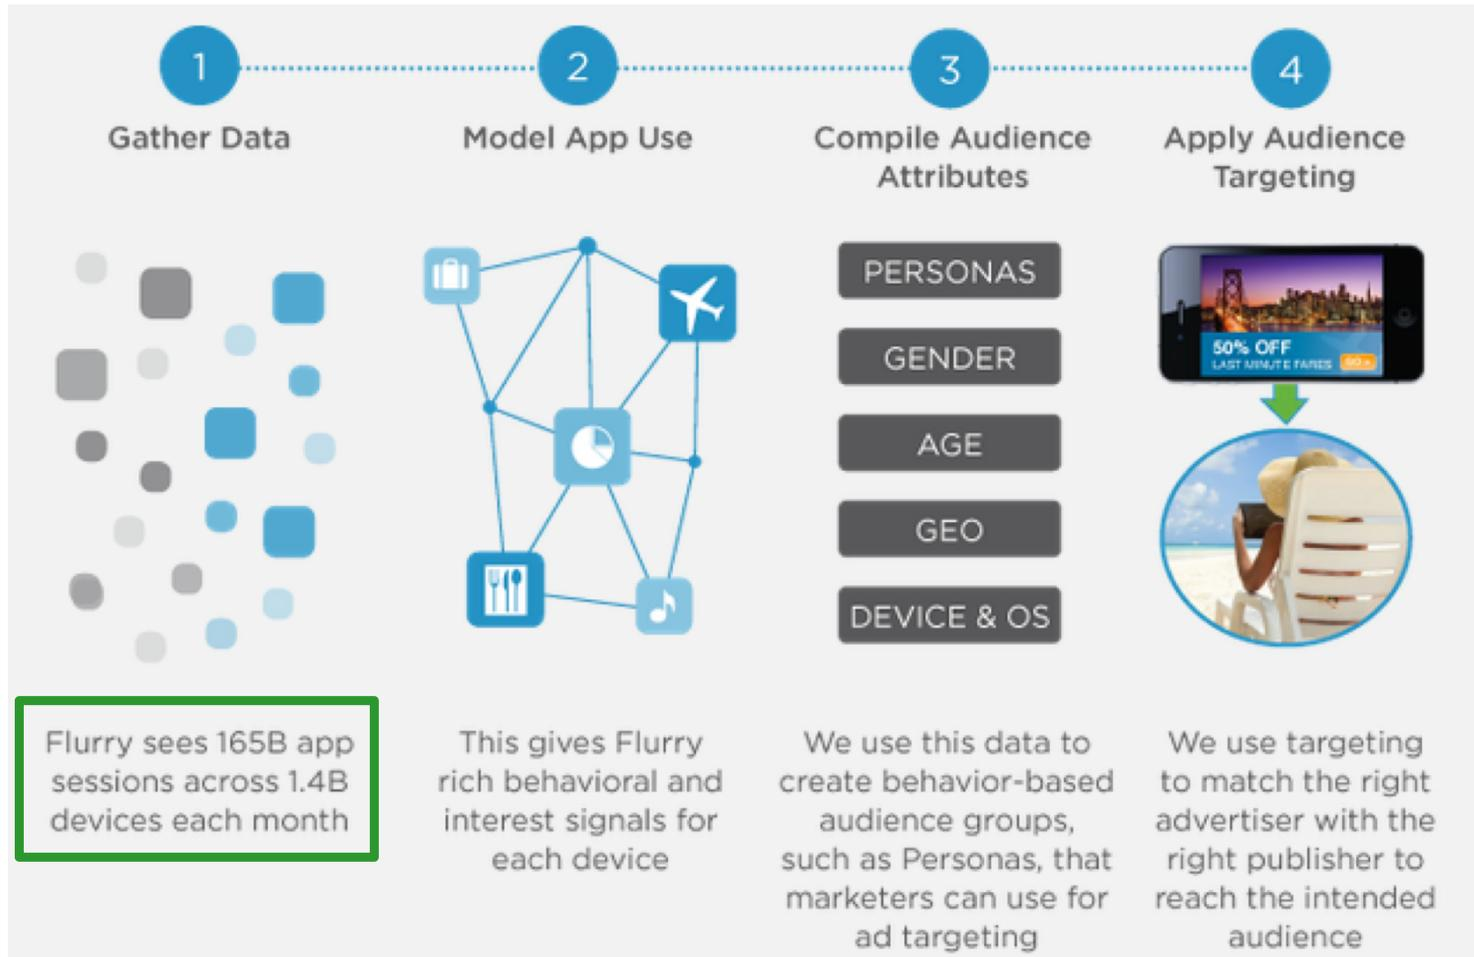 1
Gather Data
Flurry sees 165B app
sessions across 1.4B
devices each month
2
Model App Use
This gives Flurry
rich behavioral and
interest signals for
each device
3
Compile Audience
Attributes
PERSONAS
GENDER
AGE
GEO
DEVICE & OS
We use this data to
create behavior-based
audience groups,
such as Personas, that
marketers can use for
ad targeting
4
Apply Audience
Targeting
50% OFF
LAST MINUTE FARES
GO »
We use targeting
to match the right
advertiser with the
right publisher to
reach the intended
audience